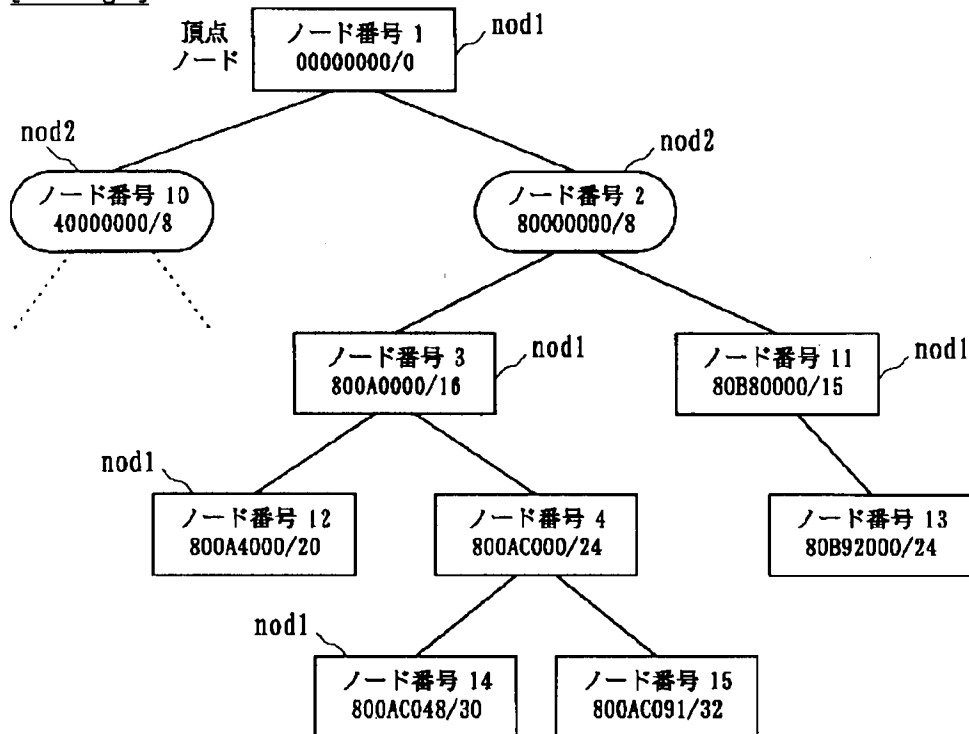 頂点
ノード
ノード番号 1
00000000/0
nod1
nod2
ノード番号 10
40000000/8
nod2
ノード番号 2
80000000/8
ノード番号 3
800A0000/16
nod1
ノード番号 11
80B80000/15
nod1
nod1
ノード番号 12
800A4000/20
ノード番号 4
800AC000/24
ノード番号 13
80B92000/24
nod1
ノード番号 14
800AC048/30
ノード番号 15
800AC091/32